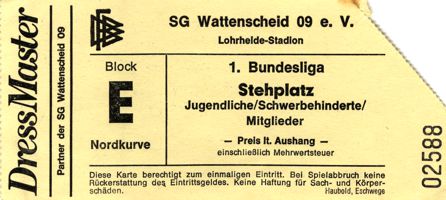 DressMaster
Partner der SG Wattenscheid 09
SG Wattenscheid 09 e. V.
Lohrheide-Stadion
Block
E
Nordkurve
1. Bundesliga
Stehplatz
Jugendliche/Schwerbehinderte/
Mitglieder
— Preis lt. Aushang —
einschließlich Mehrwertsteuer
Diese Karte berechtigt zum einmaligen Eintritt. Bei Spielabbruch keine
Rückerstattung des Eintrittsgeldes. Keine Haftung für Sach- und Körper-
schäden.
Haubold, Eschwege
02588